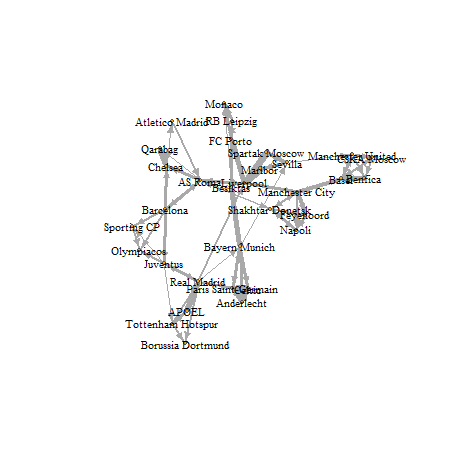 Monaco
Atletico Madrid
RB Leipzig
FC Porto
Qarabag
Spartak Moscow
Manchester United
CSKA Moscow
Chelsea
Sevilla
Maribor
AS Roma
Liverpool
Besiktas
Basel
Benfica
Manchester City
Barcelona
Shakhtar Donetsk
Feyenoord
Sporting CP
Napoli
Olympiacos
Bayern Munich
Juventus
Real Madrid
Paris Saint-Germain
Celtic
Anderlecht
APOEL
Tottenham Hotspur
Borussia Dortmund